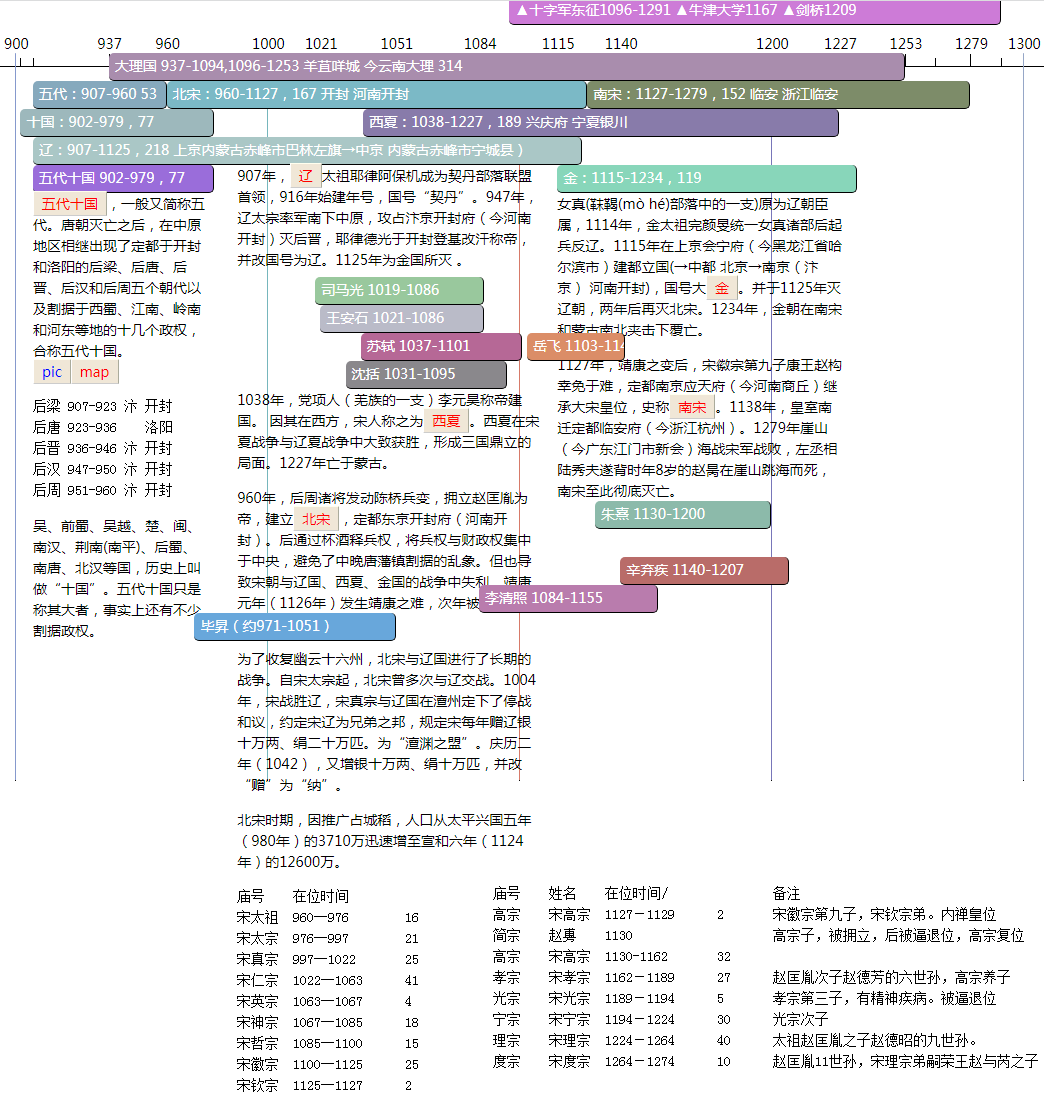 ▲十字军东征1096-1291 ▲牛津大学1167 ▲剑桥1209
900 937 960 1000 1021 1051 1084 1115 1140 1200 1227 1253 1279 1300
大理国 937-1094,1096-1253 羊苴咩城 今云南大理 314
五代：907-960 53
北宋：960-1127，167 开封 河南开封
南宋：1127-1279，152 临安 浙江临安
十国：902-979，77
西夏：1038-1227，189 兴庆府 宁夏银川
辽：907-1125，218 上京内蒙古赤峰市巴林左旗→中京 内蒙古赤峰市宁城县）
五代十国 902-979，77
金：1115-1234，119
五代十国 ，一般又简称五
代。唐朝灭亡之后，在中原
地区相继出现了定都于开封
和洛阳的后梁、后唐、后
晋、后汉和后周五个朝代以
及割据于西蜀、江南、岭南
和河东等地的十几个政权，
合称五代十国。
pic map
后梁 907-923 汴 开封
后唐 923-936 洛阳
后晋 936-946 汴 开封
后汉 947-950 汴 开封
后周 951-960 汴 开封
吴、前蜀、吴越、楚、闽、
南汉、荆南(南平)、后蜀、
南唐、北汉等国，历史上叫
做“十国”。五代十国只是
称其大者，事实上还有不少
割据政权。
907年， 辽 太祖耶律阿保机成为契丹部落联盟
首领，916年始建年号，国号“契丹”。947年，
辽太宗率军南下中原，攻占汴京开封府（今河南
开封）灭后晋，耶律德光于开封登基改汗称帝，
并改国号为辽。1125年为金国所灭 。
司马光 1019-1086
王安石 1021-1086
苏轼 1037-1101
岳飞 1103-114
沈括 1031-1095
1038年，党项人（羌族的一支）李元昊称帝建
国。 因其在西方，宋人称之为 西夏 。西夏在宋
夏战争与辽夏战争中大致获胜，形成三国鼎立的
局面。1227年亡于蒙古。
960年，后周诸将发动陈桥兵变，拥立赵匡胤为
帝，建立 北宋 ，定都东京开封府（河南开
封）。后通过杯酒释兵权，将兵权与财政权集中
于中央，避免了中晚唐藩镇割据的乱象。但也导
致宋朝与辽国、西夏、金国的战争中失利。靖康
元年（1126年）发生靖康之难，次年被
李清照 1084-1155
毕昇（约971-1051）
为了收复幽云十六州，北宋与辽国进行了长期的
战争。自宋太宗起，北宋曾多次与辽交战。1004
年，宋战胜辽，宋真宗与辽国在澶州定下了停战
和议，约定宋辽为兄弟之邦，规定宋每年赠辽银
十万两、绢二十万匹。为“澶渊之盟”。庆历二
年（1042），又增银十万两、绢十万匹，并改
“赠”为“纳”。
北宋时期，因推广占城稻，人口从太平兴国五年
（980年）的3710万迅速增至宣和六年（1124
年）的12600万。
女真(靺鞨(mò hé)部落中的一支)原为辽朝臣
属，1114年，金太祖完颜旻统一女真诸部后起
兵反辽。1115年在上京会宁府（今黑龙江省哈
尔滨市）建都立国(→中都 北京→南京（汴
京） 河南开封)，国号大 金 。并于1125年灭
辽朝，两年后再灭北宋。1234年，金朝在南宋
和蒙古南北夹击下覆亡。
1127年，靖康之变后，宋徽宗第九子康王赵构
幸免于难，定都南京应天府（今河南商丘）继
承大宋皇位，史称 南宋 。1138年，皇室南
迁定都临安府（今浙江杭州）。1279年崖山
（今广东江门市新会）海战宋军战败，左丞相
陆秀夫遂背时年8岁的赵昺在崖山跳海而死，
南宋至此彻底灭亡。
朱熹 1130-1200
辛弃疾 1140-1207
庙号 在位时间
宋太祖 960—976 16
宋太宗 976—997 21
宋真宗 997—1022 25
宋仁宗 1022—1063 41
宋英宗 1063—1067 4
宋神宗 1067—1085 18
宋哲宗 1085—1100 15
宋徽宗 1100—1125 25
宋钦宗 1125—1127 2
庙号 姓名 在位时间/ 备注
高宗 宋高宗 1127－1129 2 宋徽宗第九子，宋钦宗弟。内禅皇位
简宗 赵旉 1130 高宗子，被拥立，后被逼退位，高宗复位
高宗 宋高宗 1130-1162 32
孝宗 宋孝宗 1162－1189 27 赵匡胤次子赵德芳的六世孙，高宗养子
光宗 宋光宗 1189－1194 5 孝宗第三子，有精神疾病。被逼退位
宁宗 宋宁宗 1194－1224 30 光宗次子
理宗 宋理宗 1224－1264 40 太祖赵匡胤之子赵德昭的九世孙。
度宗 宋度宗 1264－1274 10 赵匡胤11世孙，宋理宗弟嗣荣王赵与芮之子